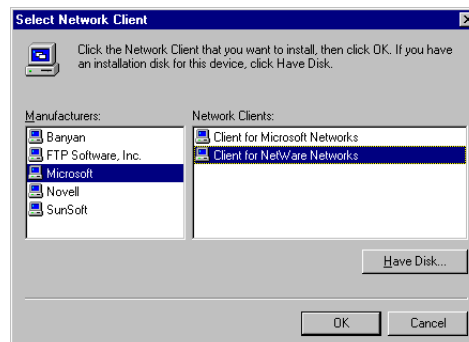 Select Network Client
Click the Network Client that you want to install, then click OK. If you have
an installation disk for this device, click Have Disk.
Manufacturers:
Banyan
FTP Software, Inc.
Microsoft
Novell
SunSoft
Network Clients:
Client for Microsoft Networks
Client for NetWare Networks
Have Disk...
OK
Cancel